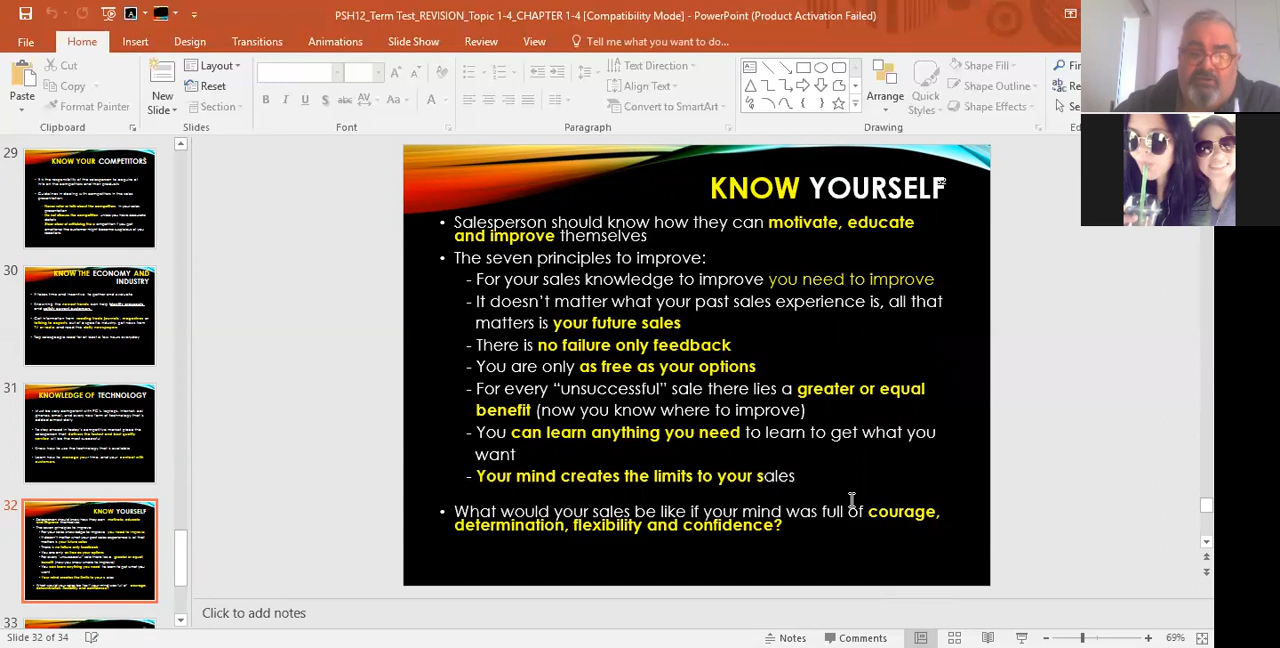 PSH12_Term Test_REVISION_Topic 1-4_CHAPTER 1-4 [Compatibility Mode] - PowerPoint (Product Activation Failed)
File Home Insert Design Transitions Animations Slide Show Review View Tell me what you want to do...
Paste Cut Copy Format Painter
Clipboard
New Slide Layout Reset Section
Slides
B I U S abc AV Aa A
Font
Text Direction Align Text Convert to SmartArt
Paragraph
Arrange Quick Styles Shape Fill Shape Outline Shape Effects
Drawing
29
KNOW YOUR COMPETITORS
30
KNOW THE ECONOMY AND
INDUSTRY
31
KNOWLEDGE OF TECHNOLOGY
32
KNOW YOURSELF
33
KNOW YOURSELF
• Salesperson should know how they can motivate, educate
and improve themselves
• The seven principles to improve:
- For your sales knowledge to improve you need to improve
- It doesn't matter what your past sales experience is, all that
matters is your future sales
- There is no failure only feedback
- You are only as free as your options
- For every "unsuccessful" sale there lies a greater or equal
benefit (now you know where to improve)
- You can learn anything you need to learn to get what you
want
- Your mind creates the limits to your sales
• What would your sales be like if your mind was full of courage,
determination, flexibility and confidence?
Click to add notes
Slide 32 of 34 Notes Comments 69%